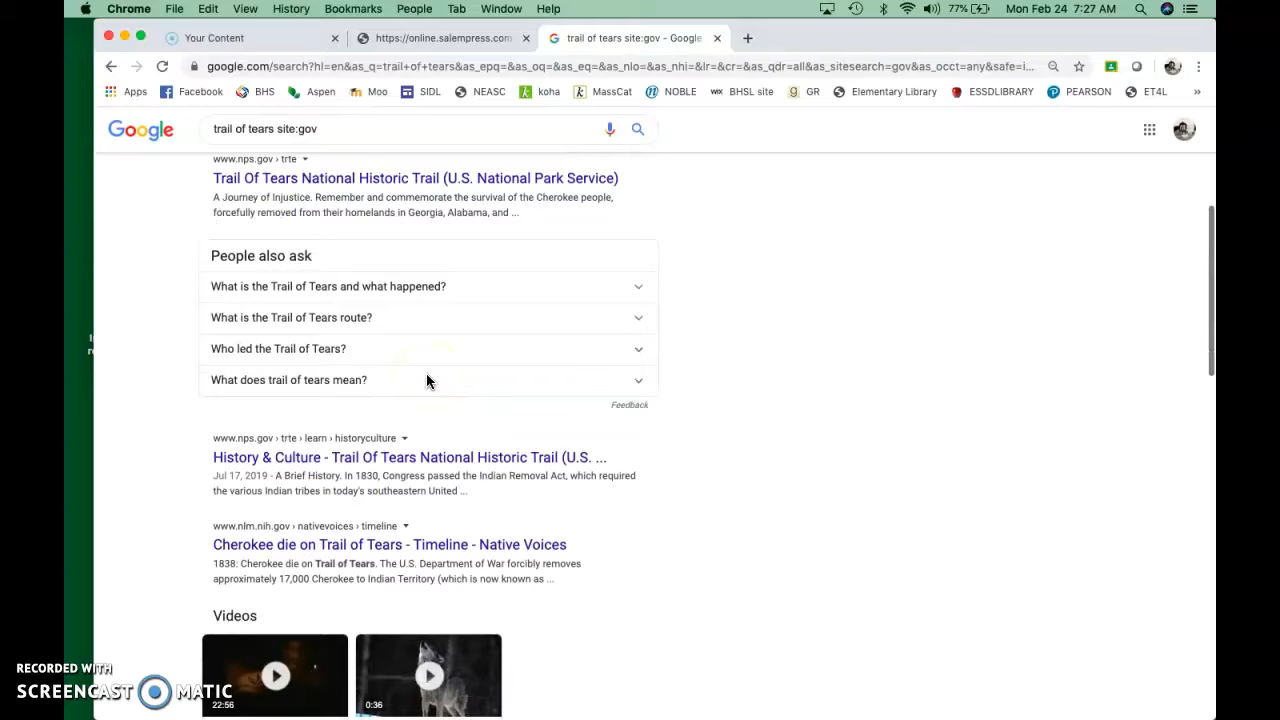 Chrome File Edit View History Bookmarks People Tab Window Help 77% Mon Feb 24 7:27 AM
Your Content https://online.salempress.com trail of tears site:gov - Google
google.com/search?hl=en&as_q=trail+of+tears&as_epq=&as_oq=&as_eq=&as_nlo=&as_nhi=&lr=&cr=&as_qdr=all&as_sitesearch=gov&as_occt=any&safe=i...
Apps Facebook BHS Aspen Moo SIDL NEASC koha MassCat NOBLE WIX BHSL site GR Elementary Library ESSDLIBRARY PEARSON ET4L »
Google trail of tears site:gov
www.nps.gov › trte
Trail Of Tears National Historic Trail (U.S. National Park Service)
A Journey of Injustice. Remember and commemorate the survival of the Cherokee people,
forcefully removed from their homelands in Georgia, Alabama, and ...
People also ask
What is the Trail of Tears and what happened?
What is the Trail of Tears route?
Who led the Trail of Tears?
What does trail of tears mean?
Feedback
www.nps.gov › trte › learn › historyculture
History & Culture - Trail Of Tears National Historic Trail (U.S. ...
Jul 17, 2019 - A Brief History. In 1830, Congress passed the Indian Removal Act, which required
the various Indian tribes in today's southeastern United ...
www.nlm.nih.gov › nativevoices › timeline
Cherokee die on Trail of Tears - Timeline - Native Voices
1838: Cherokee die on Trail of Tears. The U.S. Department of War forcibly removes
approximately 17,000 Cherokee to Indian Territory (which is now known as ...
Videos
22:56 0:36
RECORDED WITH
SCREENCAST MATIC